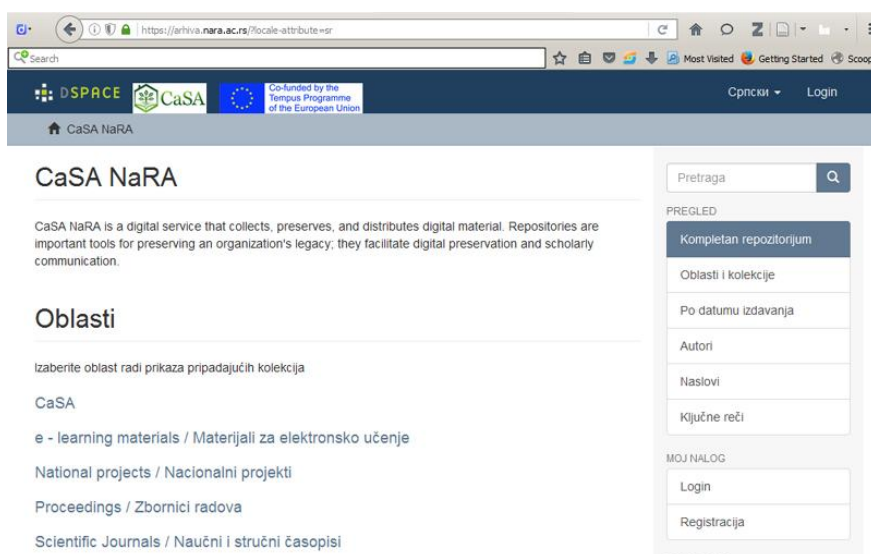 https://arhiva.nara.ac.rs/?locale-attribute=sr
Search
Most Visited
Getting Started
Scoop
DSPACE
CaSA
Co-funded by the
Tempus Programme
of the European Union
Српски
Login
CaSA NaRA
CaSA NaRA
CaSA NaRA is a digital service that collects, preserves, and distributes digital material. Repositories are
important tools for preserving an organization's legacy; they facilitate digital preservation and scholarly
communication.
Oblasti
Izaberite oblast radi prikaza pripadajućih kolekcija
CaSA
e - learning materials / Materijali za elektronsko učenje
National projects / Nacionalni projekti
Proceedings / Zbornici radova
Scientific Journals / Naučni i stručni časopisi
Pretraga
PREGLED
Kompletan repozitorijum
Oblasti i kolekcije
Po datumu izdavanja
Autori
Naslovi
Ključne reči
MOJ NALOG
Login
Registracija